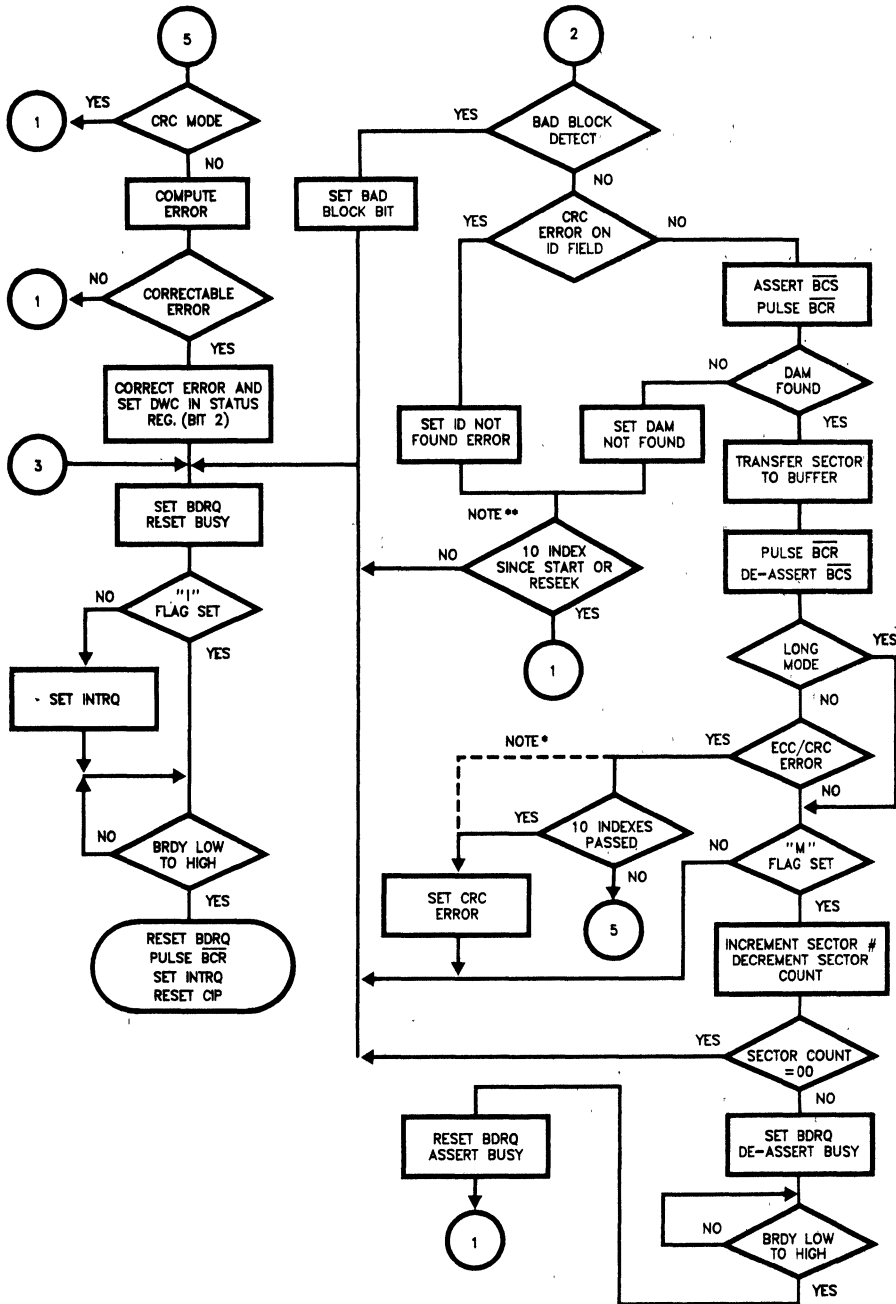 5
YES
1
CRC MODE
NO
COMPUTE
ERROR
NO
1
CORRECTABLE
ERROR
YES
CORRECT ERROR AND
SET DWC IN STATUS
REG. (BIT 2)
3
SET BDRQ
RESET BUSY
NO
"I"
FLAG SET
YES
SET INTRQ
NO
BRDY LOW
TO HIGH
YES
RESET BDRQ
PULSE B̅C̅R̅
SET INTRQ
RESET CIP
2
YES
BAD BLOCK
DETECT
NO
SET BAD
BLOCK BIT
YES
CRC
ERROR ON
ID FIELD
NO
ASSERT B̅C̅S̅
PULSE B̅C̅R̅
NO
DAM
FOUND
YES
SET ID NOT
FOUND ERROR
SET DAM
NOT FOUND
TRANSFER SECTOR
TO BUFFER
NOTE **
NO
10 INDEX
SINCE START OR
RESEEK
YES
1
PULSE B̅C̅R̅
DE-ASSERT B̅C̅S̅
YES
LONG
MODE
NO
NOTE *
YES
ECC/CRC
ERROR
NO
YES
10 INDEXES
PASSED
NO
5
SET CRC
ERROR
NO
"M"
FLAG SET
YES
INCREMENT SECTOR #
DECREMENT SECTOR
COUNT
YES
SECTOR COUNT
=00
NO
RESET BDRQ
ASSERT BUSY
1
SET BDRQ
DE-ASSERT BUSY
NO
BRDY LOW
TO HIGH
YES